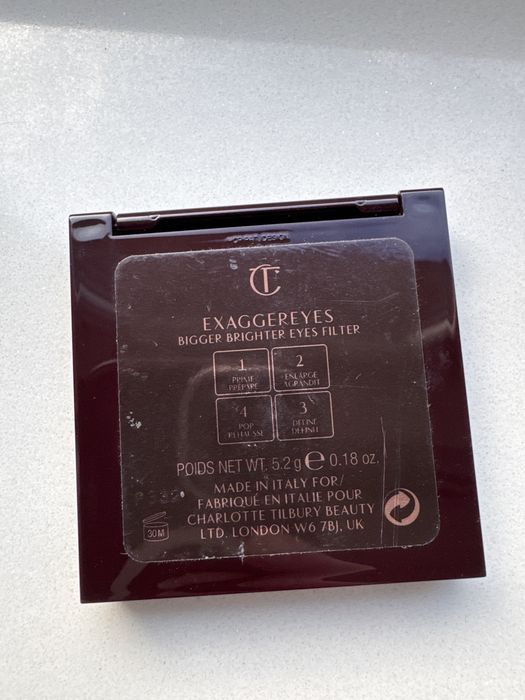 CT
EXAGGEREYES
BIGGER BRIGHTER EYES FILTER
1
PRIME
PRÉPARE
2
ENLARGE
AGRANDIT
4
POP
REHAUSSE
3
DEFINE
DÉFINIT
POIDS NET WT. 5.2 g ℮ 0.18 oz.
MADE IN ITALY FOR/
FABRIQUÉ EN ITALIE POUR
CHARLOTTE TILBURY BEAUTY
LTD. LONDON W6 7BJ, UK
30M